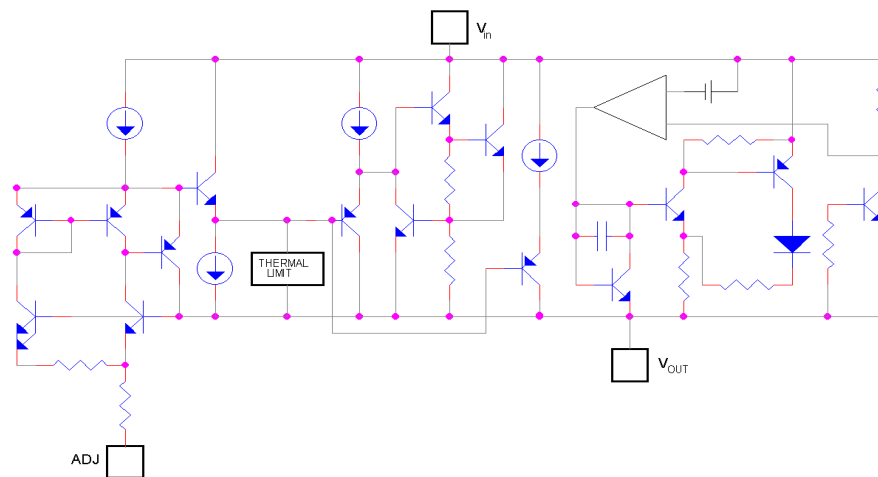 Vin
THERMAL
LIMIT
VOUT
ADJ